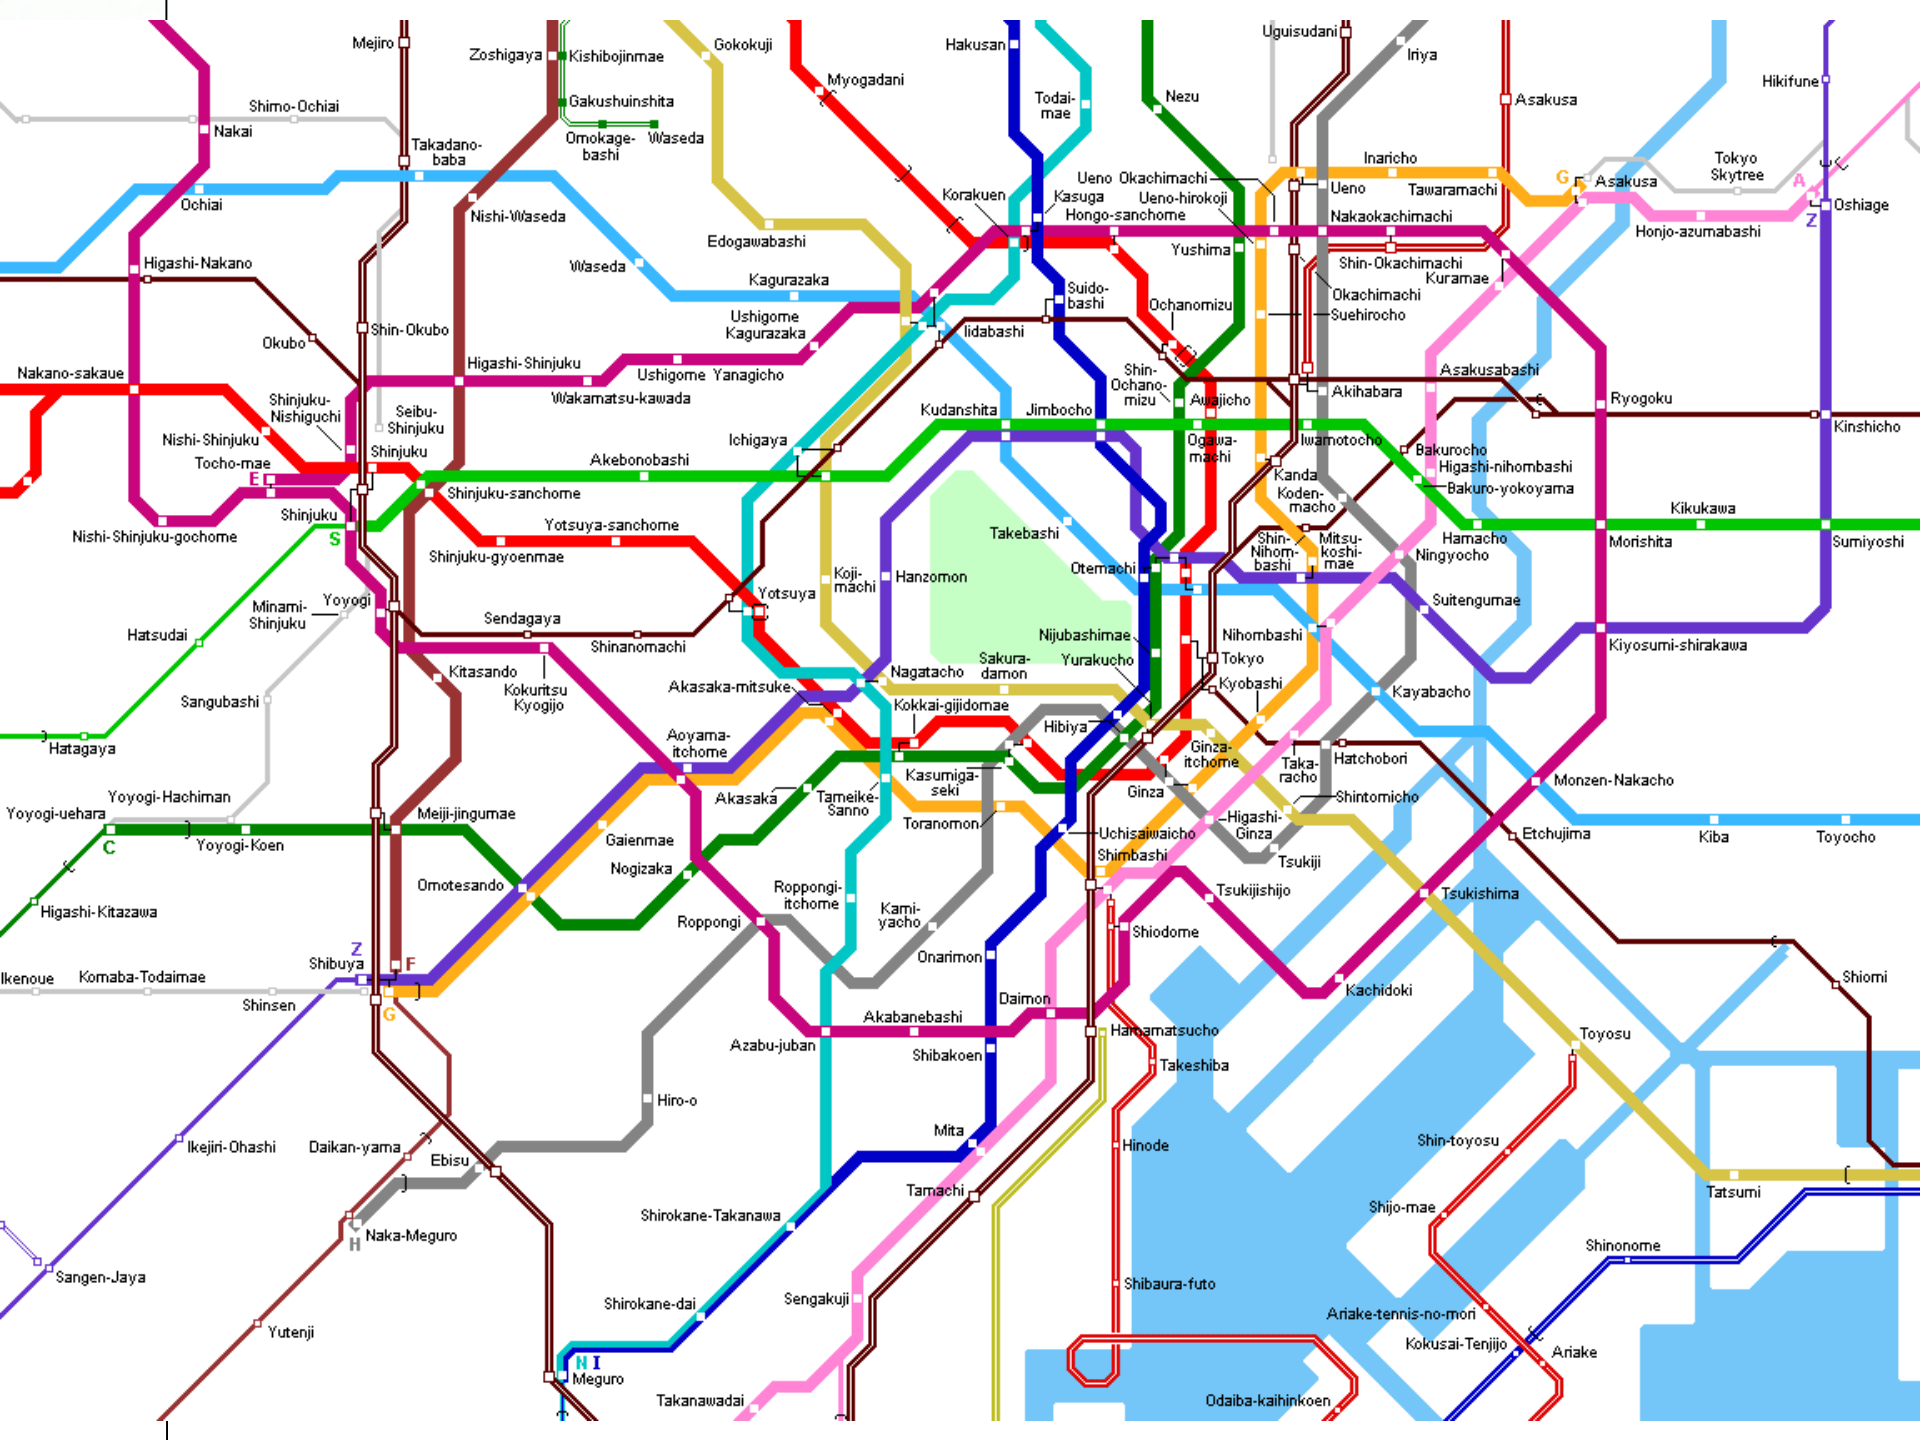 Mejiro
Zoshigaya
Kishibojinmae
Gokokuji
Hakusan
Uguisudani
Iriya
Myogadani
Hikifune
Shimo-Ochiai
Gakushuinshita
Todai-
mae
Nezu
Asakusa
Nakai
Takadano-
baba
Omokage-
bashi
Waseda
Inaricho
Tokyo
Skytree
Ochiai
Nishi-Waseda
Korakuen
Kasuga
Ueno Okachimachi
Ueno-hirokoji
Ueno
Tawaramachi
G
Asakusa
A
Oshiage
Z
Edogawabashi
Hongo-sanchome
Nakaokachimachi
Honjo-azumabashi
Higashi-Nakano
Waseda
Yushima
Shin-Okachimachi
Kuramae
Kagurazaka
Suido-
bashi
Ochanomizu
Okachimachi
Suehirocho
Okubo
Shin-Okubo
Ushigome
Kagurazaka
Iidabashi
Nakano-sakaue
Higashi-Shinjuku
Ushigome Yanagicho
Shin-
Ochano-
mizu
Asakusabashi
Wakamatsu-kawada
Shinjuku-
Nishiguchi
Seibu-
Shinjuku
Kudanshita
Jimbocho
Awajicho
Akihabara
Ryogoku
Nishi-Shinjuku
Shinjuku
Ichigaya
Ogawa-
machi
Iwamotocho
Kinshicho
Tocho-mae
E
Akebonobashi
Bakurocho
Kanda
Higashi-nihombashi
Bakuro-yokoyama
Shinjuku-sanchome
Koden-
macho
Shinjuku
S
Nishi-Shinjuku-gochome
Yotsuya-sanchome
Takebashi
Kikukawa
Shinjuku-gyoenmae
Shin-
Nihom-
bashi
Mitsu-
koshi-
mae
Hamacho
Ningyocho
Morishita
Sumiyoshi
Koji-
machi
Hanzomon
Otemachi
Yotsuya
Minami-
Shinjuku
Yoyogi
Suitengumae
Hatsudai
Sendagaya
Shinanomachi
Nijubashimae
Nihombashi
Kiyosumi-shirakawa
Yurakucho
Tokyo
Kitasando
Nagatacho
Sakura-
damon
Akasaka-mitsuke
Kyobashi
Kayabacho
Kokuritsu
Kyogijo
Sangubashi
Kokkai-gijidomae
Hibiya
Hatagaya
Aoyama-
itchome
Ginza-
itchome
Taka-
racho
Hatchobori
Kasumiga-
seki
Monzen-Nakacho
Yoyogi-Hachiman
Akasaka
Tameike-
Sanno
Ginza
Shintomicho
Yoyogi-uehara
C
Meiji-jingumae
Toranomon
Uchisaiwaicho
Higashi-
Ginza
Etchujima
Kiba
Toyocho
Yoyogi-Koen
Gaienmae
Shimbashi
Tsukiji
Nogizaka
Omotesando
Roppongi-
itchome
Tsukijishijo
Tsukishima
Higashi-Kitazawa
Roppongi
Kami-
yacho
Shiodome
Z
Shibuya
F
Onarimon
Ikenoue
Komaba-Todaimae
Shinsen
G
Daimon
Kachidoki
Shiomi
Akabanebashi
Hamamatsucho
Toyosu
Azabu-juban
Shibakoen
Takeshiba
Hiro-o
Ikejiri-Ohashi
Daikan-yama
Ebisu
Mita
Hinode
Shin-toyosu
Tamachi
Tatsumi
Naka-Meguro
H
Shirokane-Takanawa
Shijo-mae
Shinonome
Sangen-Jaya
Shibaura-futo
Sengakuji
Shirokane-dai
Ariake-tennis-no-mori
Yutenji
Kokusai-Tenjijo
Ariake
N I
Meguro
Takanawadai
Odaiba-kaihinkoen